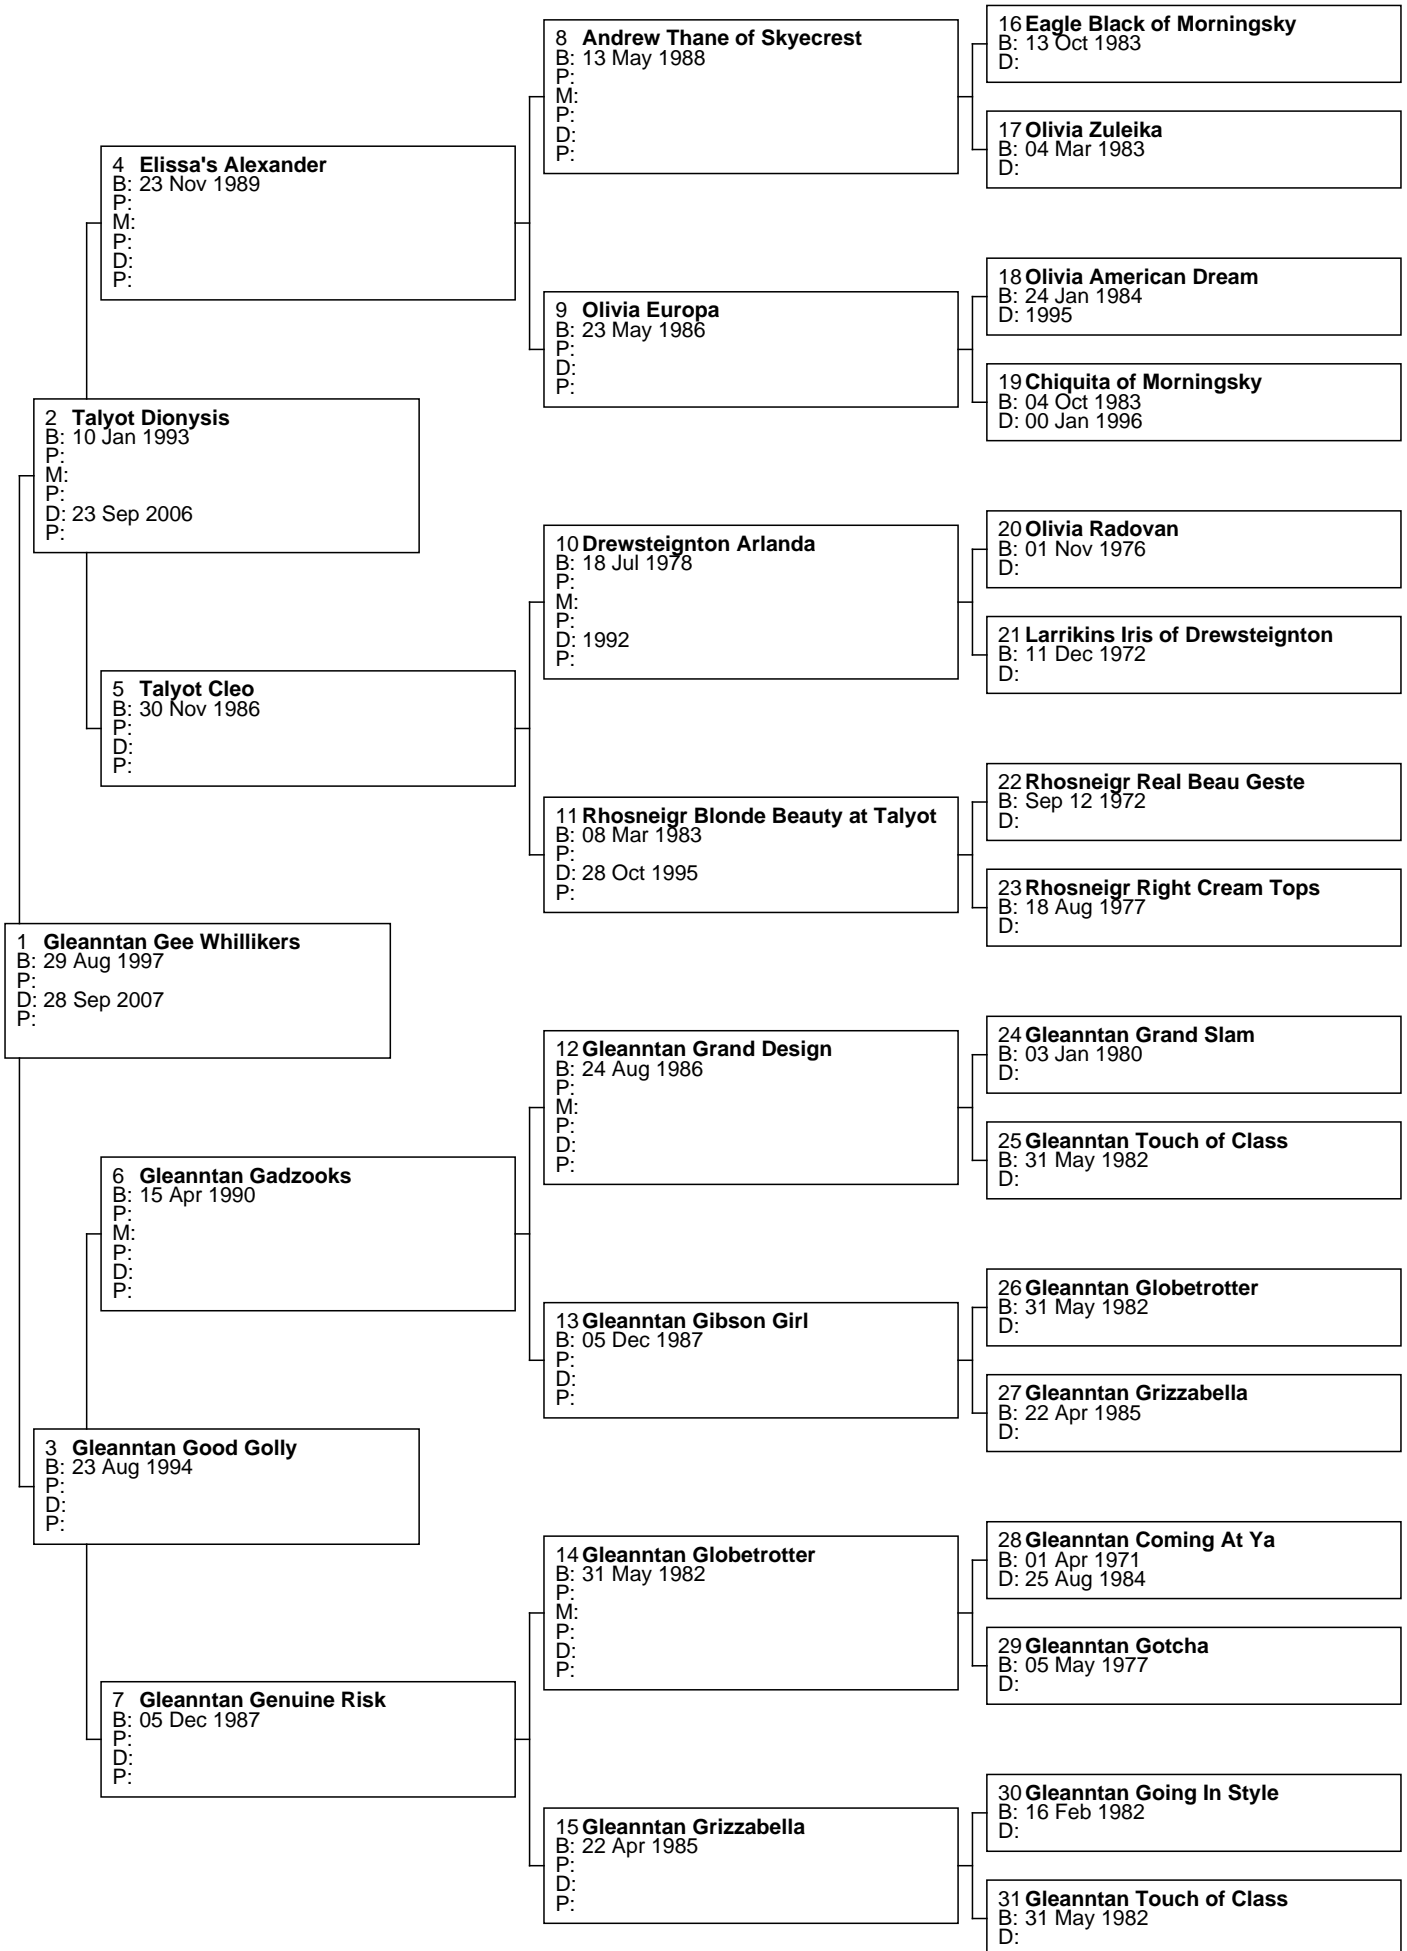 8 Andrew Thane of Skyecrest
B: 13 May 1988
P:
M:
P:
D:
P:
16 Eagle Black of Morningsky
B: 13 Oct 1983
D:
17 Olivia Zuleika
B: 04 Mar 1983
D:
4 Elissa's Alexander
B: 23 Nov 1989
P:
M:
P:
D:
P:
9 Olivia Europa
B: 23 May 1986
P:
D:
P:
18 Olivia American Dream
B: 24 Jan 1984
D: 1995
19 Chiquita of Morningsky
B: 04 Oct 1983
D: 00 Jan 1996
2 Talyot Dionysis
B: 10 Jan 1993
P:
M:
P:
D: 23 Sep 2006
P:
10 Drewsteignton Arlanda
B: 18 Jul 1978
P:
M:
P:
D: 1992
P:
20 Olivia Radovan
B: 01 Nov 1976
D:
21 Larrikins Iris of Drewsteignton
B: 11 Dec 1972
D:
5 Talyot Cleo
B: 30 Nov 1986
P:
D:
P:
11 Rhosneigr Blonde Beauty at Talyot
B: 08 Mar 1983
P:
D: 28 Oct 1995
P:
22 Rhosneigr Real Beau Geste
B: Sep 12 1972
D:
23 Rhosneigr Right Cream Tops
B: 18 Aug 1977
D:
1 Gleanntan Gee Whillikers
B: 29 Aug 1997
P:
D: 28 Sep 2007
P:
12 Gleanntan Grand Design
B: 24 Aug 1986
P:
M:
P:
D:
P:
24 Gleanntan Grand Slam
B: 03 Jan 1980
D:
25 Gleanntan Touch of Class
B: 31 May 1982
D:
6 Gleanntan Gadzooks
B: 15 Apr 1990
P:
M:
P:
D:
P:
13 Gleanntan Gibson Girl
B: 05 Dec 1987
P:
D:
P:
26 Gleanntan Globetrotter
B: 31 May 1982
D:
27 Gleanntan Grizzabella
B: 22 Apr 1985
D:
3 Gleanntan Good Golly
B: 23 Aug 1994
P:
D:
P:
14 Gleanntan Globetrotter
B: 31 May 1982
P:
M:
P:
D:
P:
28 Gleanntan Coming At Ya
B: 01 Apr 1971
D: 25 Aug 1984
29 Gleanntan Gotcha
B: 05 May 1977
D:
7 Gleanntan Genuine Risk
B: 05 Dec 1987
P:
D:
P:
15 Gleanntan Grizzabella
B: 22 Apr 1985
P:
D:
P:
30 Gleanntan Going In Style
B: 16 Feb 1982
D:
31 Gleanntan Touch of Class
B: 31 May 1982
D: